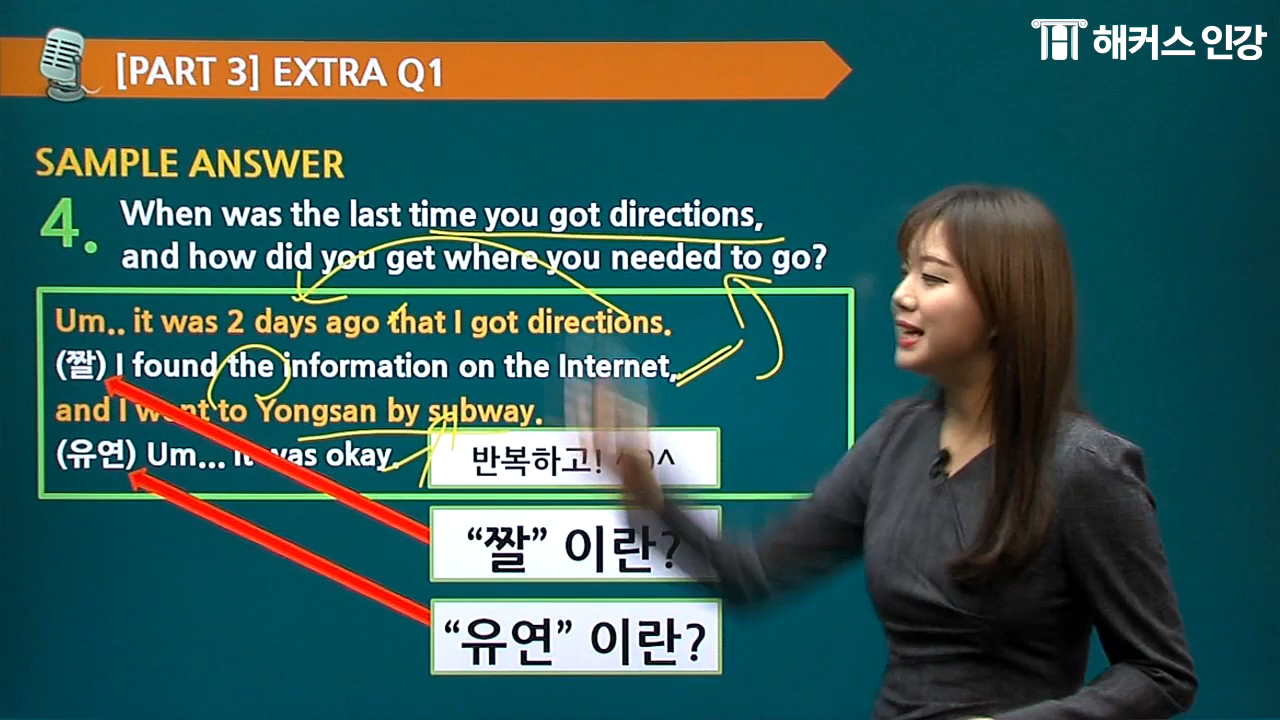 해커스 인강
[PART 3] EXTRA Q1
SAMPLE ANSWER
4. When was the last time you got directions,
and how did you get where you needed to go?
Um.. it was 2 days ago that I got directions.
(짤) I found the information on the Internet,
and I went to Yongsan by subway.
(유연) Um... it was okay.
반복하고!
“짤” 이란?
“유연” 이란?